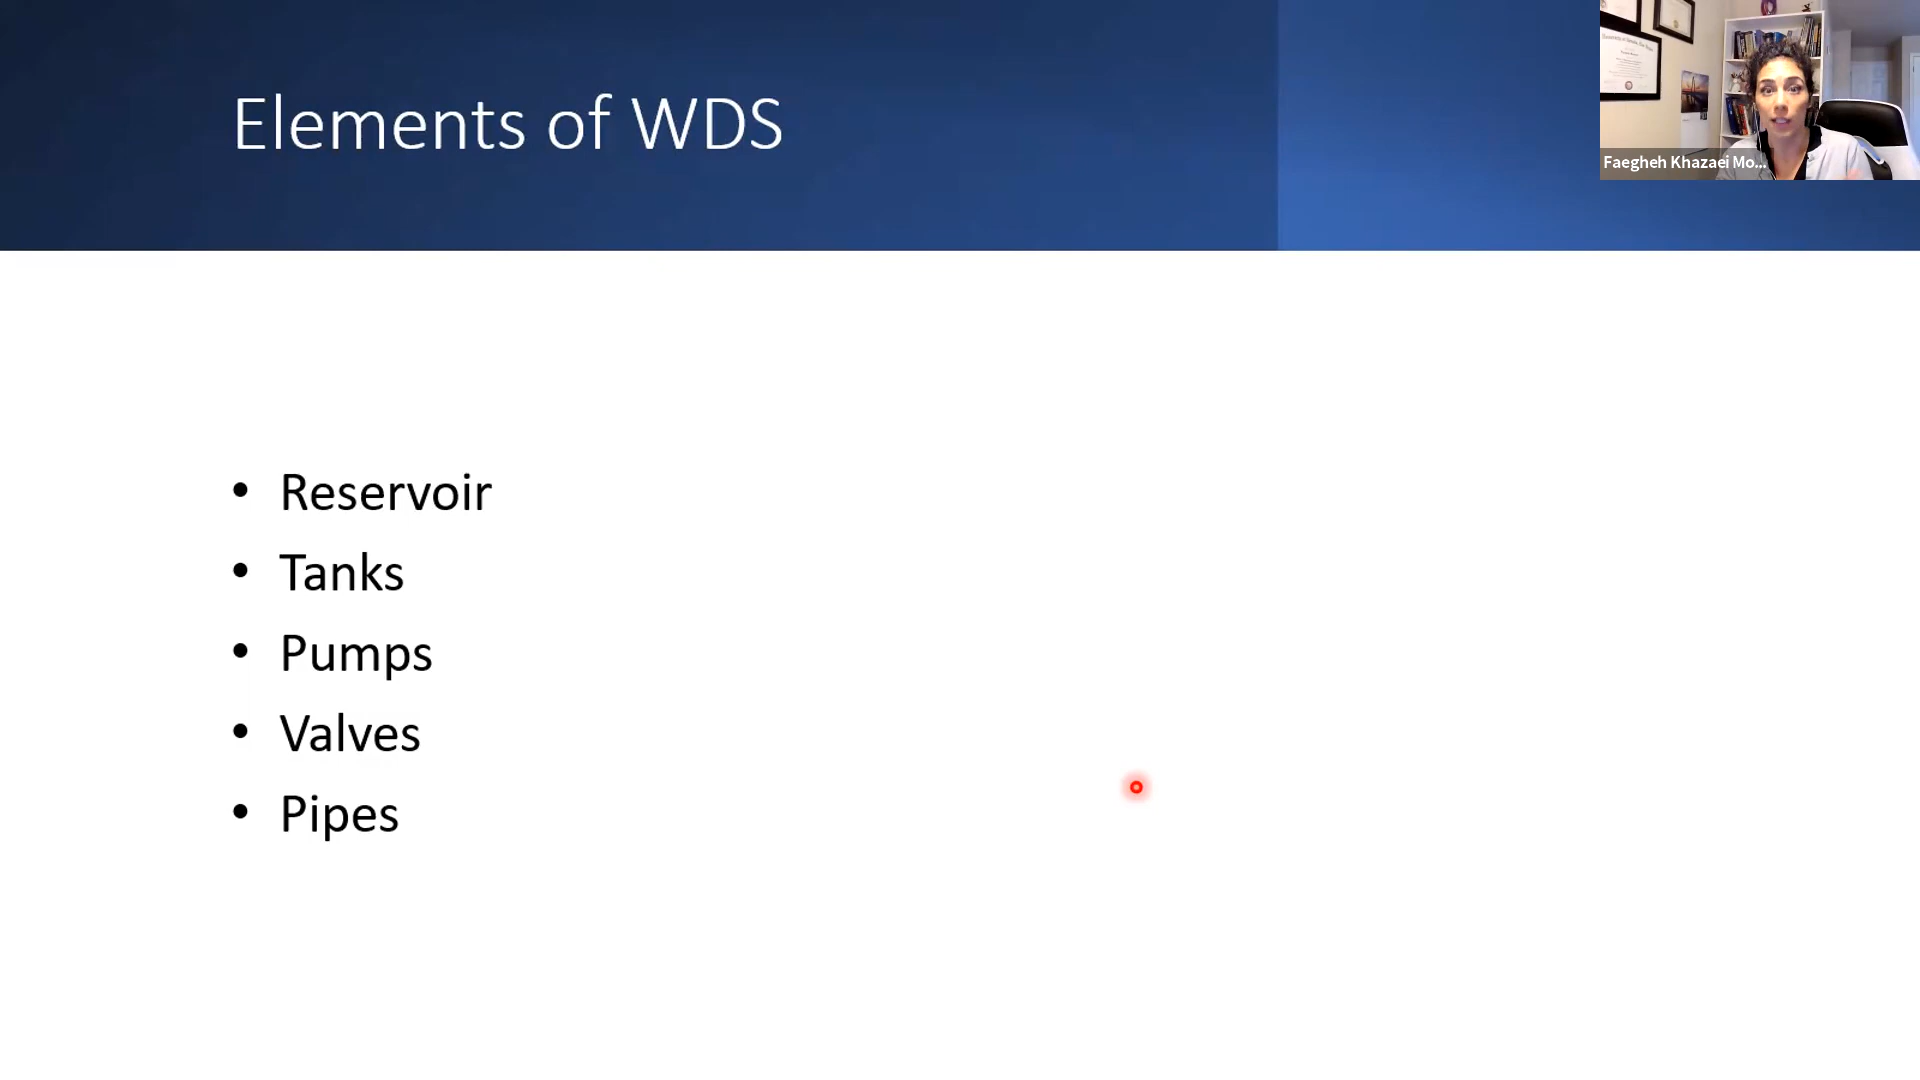 Elements of WDS
Faegheh Khazaei Mo...
• Reservoir
• Tanks
• Pumps
• Valves
• Pipes